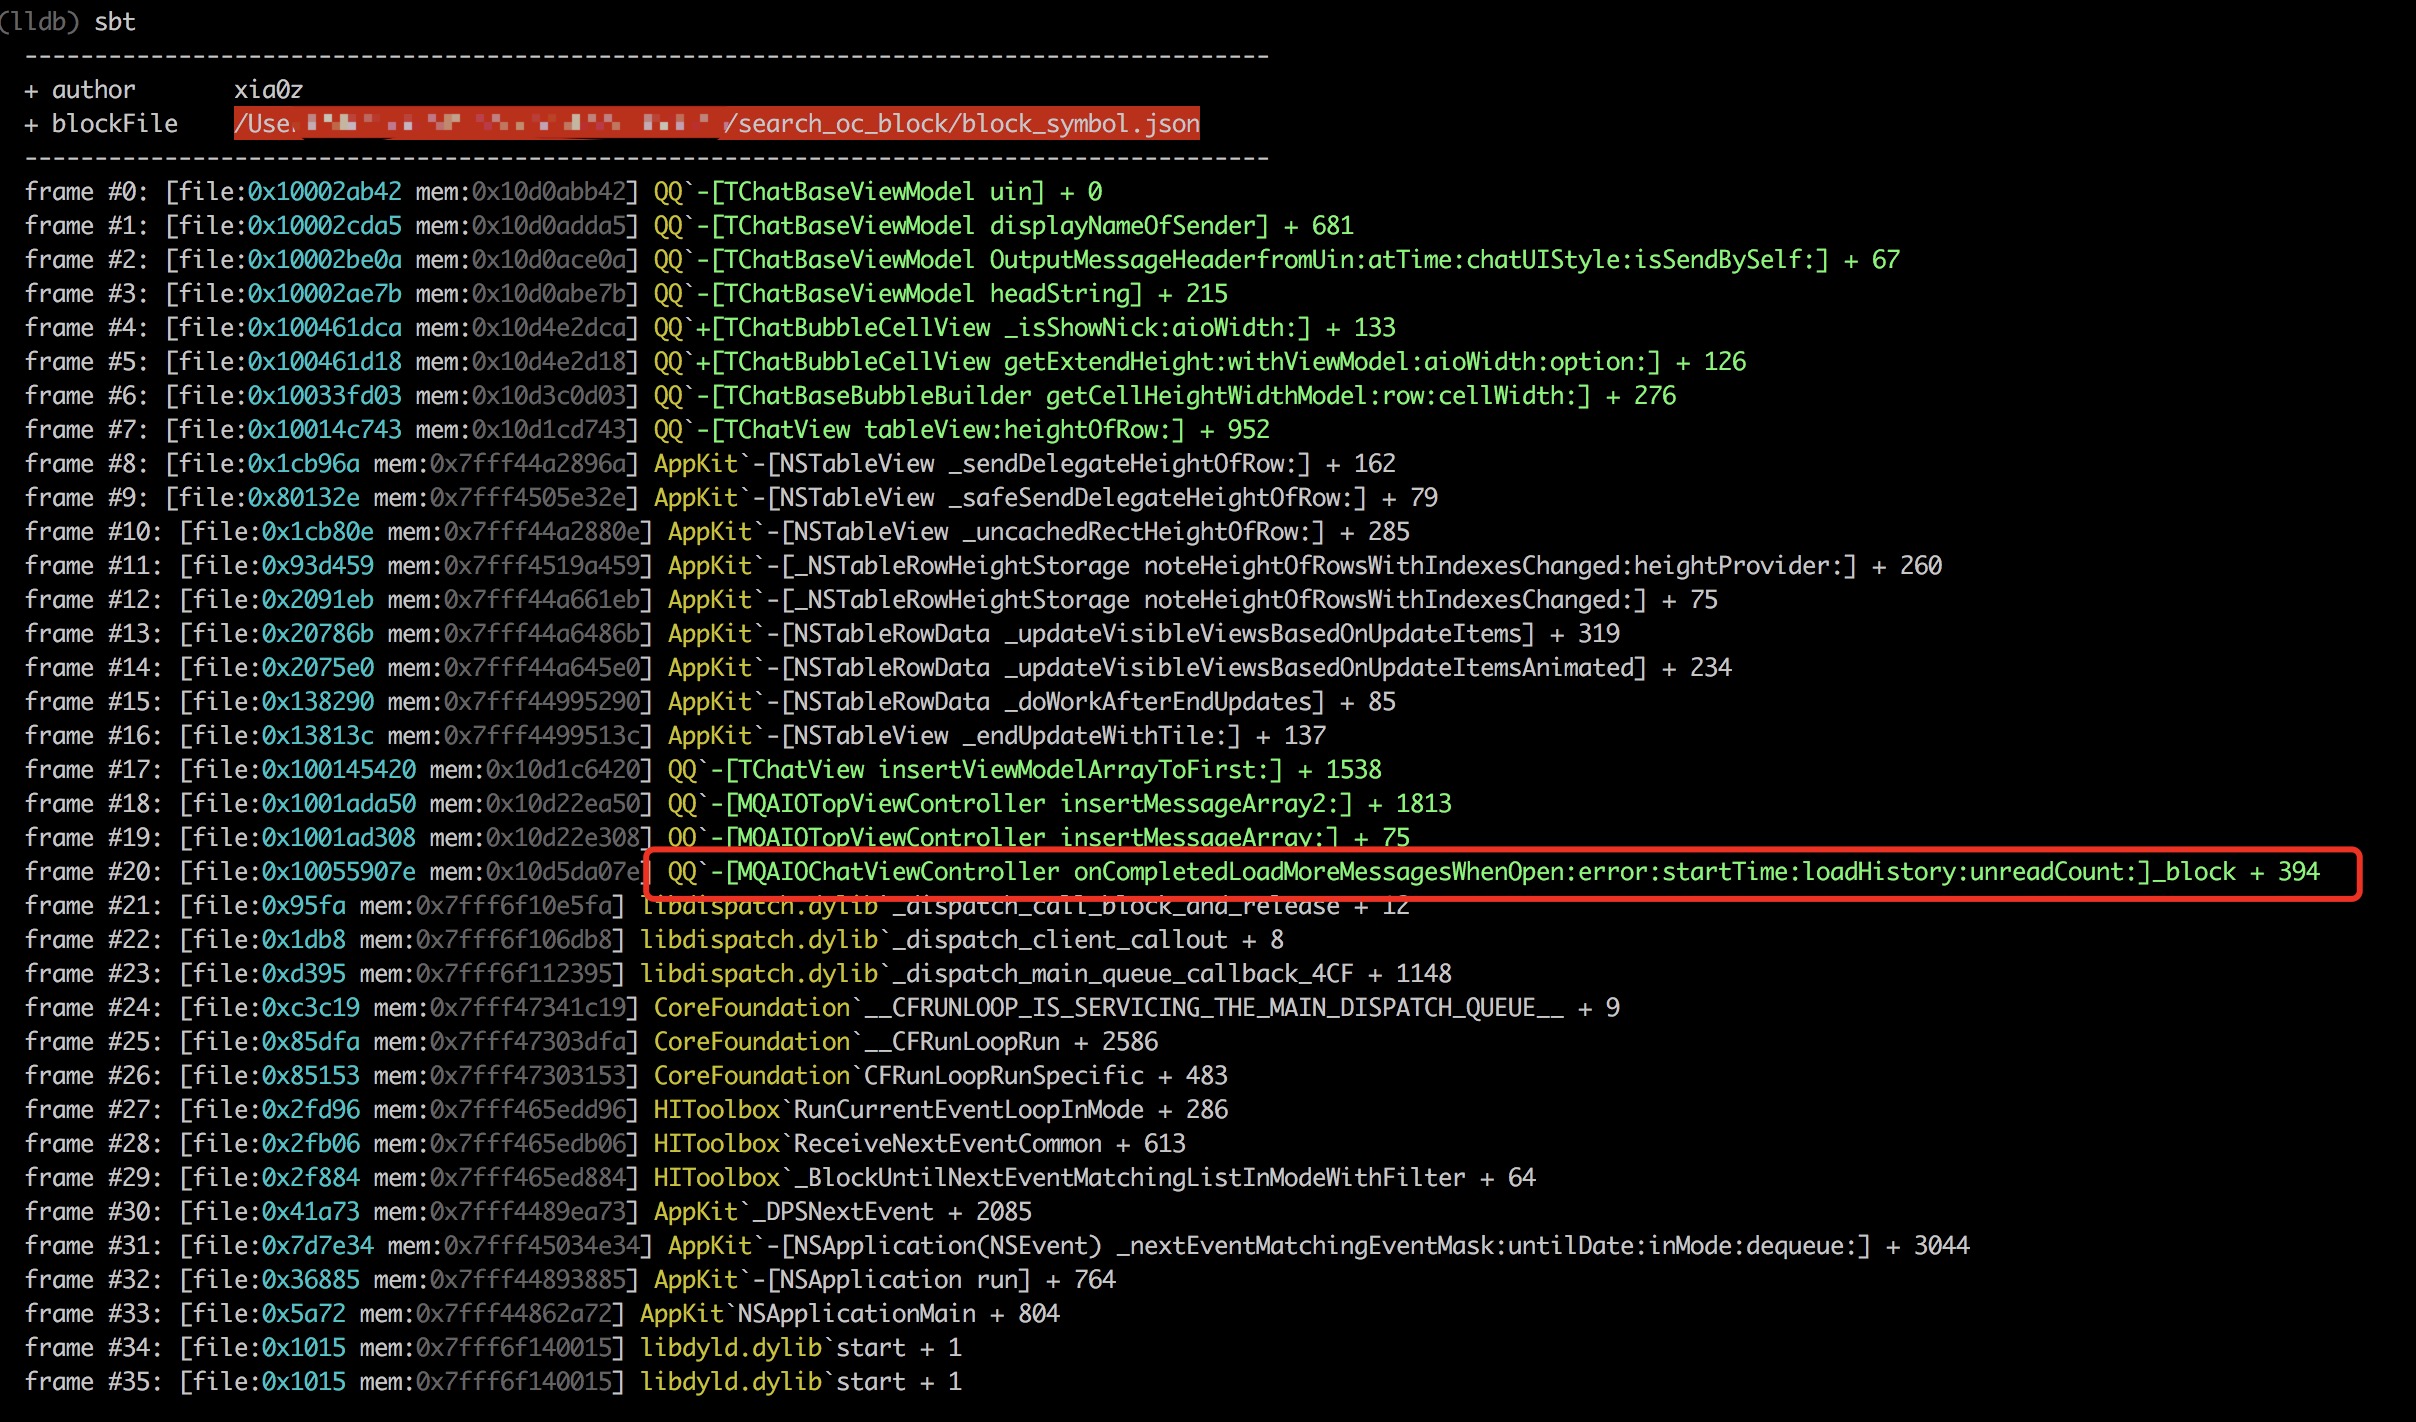 (lldb) sbt
-----------------------------------------------------------------------------------------
+ author       xia0z
+ blockFile    /Use /search_oc_block/block_symbol.json
-----------------------------------------------------------------------------------------
frame #0: [file:0x10002ab42 mem:0x10d0abb42] QQ`-[TChatBaseViewModel uin] + 0
frame #1: [file:0x10002cda5 mem:0x10d0adda5] QQ`-[TChatBaseViewModel displayNameOfSender] + 681
frame #2: [file:0x10002be0a mem:0x10d0ace0a] QQ`-[TChatBaseViewModel OutputMessageHeaderfromUin:atTime:chatUIStyle:isSendBySelf:] + 67
frame #3: [file:0x10002ae7b mem:0x10d0abe7b] QQ`-[TChatBaseViewModel headString] + 215
frame #4: [file:0x100461dca mem:0x10d4e2dca] QQ`+[TChatBubbleCellView _isShowNick:aioWidth:] + 133
frame #5: [file:0x100461d18 mem:0x10d4e2d18] QQ`+[TChatBubbleCellView getExtendHeight:withViewModel:aioWidth:option:] + 126
frame #6: [file:0x10033fd03 mem:0x10d3c0d03] QQ`-[TChatBaseBubbleBuilder getCellHeightWidthModel:row:cellWidth:] + 276
frame #7: [file:0x10014c743 mem:0x10d1cd743] QQ`-[TChatView tableView:heightOfRow:] + 952
frame #8: [file:0x1cb96a mem:0x7fff44a2896a] AppKit`-[NSTableView _sendDelegateHeightOfRow:] + 162
frame #9: [file:0x80132e mem:0x7fff4505e32e] AppKit`-[NSTableView _safeSendDelegateHeightOfRow:] + 79
frame #10: [file:0x1cb80e mem:0x7fff44a2880e] AppKit`-[NSTableView _uncachedRectHeightOfRow:] + 285
frame #11: [file:0x93d459 mem:0x7fff4519a459] AppKit`-[_NSTableRowHeightStorage noteHeightOfRowsWithIndexesChanged:heightProvider:] + 260
frame #12: [file:0x2091eb mem:0x7fff44a661eb] AppKit`-[_NSTableRowHeightStorage noteHeightOfRowsWithIndexesChanged:] + 75
frame #13: [file:0x20786b mem:0x7fff44a6486b] AppKit`-[NSTableRowData _updateVisibleViewsBasedOnUpdateItems] + 319
frame #14: [file:0x2075e0 mem:0x7fff44a645e0] AppKit`-[NSTableRowData _updateVisibleViewsBasedOnUpdateItemsAnimated] + 234
frame #15: [file:0x138290 mem:0x7fff44995290] AppKit`-[NSTableRowData _doWorkAfterEndUpdates] + 85
frame #16: [file:0x13813c mem:0x7fff4499513c] AppKit`-[NSTableView _endUpdateWithTile:] + 137
frame #17: [file:0x100145420 mem:0x10d1c6420] QQ`-[TChatView insertViewModelArrayToFirst:] + 1538
frame #18: [file:0x1001ada50 mem:0x10d22ea50] QQ`-[MQAIOTopViewController insertMessageArray2:] + 1813
frame #19: [file:0x1001ad308 mem:0x10d22e308] QQ`-[MQAIOTopViewController insertMessageArray:] + 75
frame #20: [file:0x10055907e mem:0x10d5da07e] QQ`-[MQAIOChatViewController onCompletedLoadMoreMessagesWhenOpen:error:startTime:loadHistory:unreadCount:]_block + 394
frame #21: [file:0x95fa mem:0x7fff6f10e5fa] libdispatch.dylib`_dispatch_call_block_and_release + 12
frame #22: [file:0x1db8 mem:0x7fff6f106db8] libdispatch.dylib`_dispatch_client_callout + 8
frame #23: [file:0xd395 mem:0x7fff6f112395] libdispatch.dylib`_dispatch_main_queue_callback_4CF + 1148
frame #24: [file:0xc3c19 mem:0x7fff47341c19] CoreFoundation`__CFRUNLOOP_IS_SERVICING_THE_MAIN_DISPATCH_QUEUE__ + 9
frame #25: [file:0x85dfa mem:0x7fff47303dfa] CoreFoundation`__CFRunLoopRun + 2586
frame #26: [file:0x85153 mem:0x7fff47303153] CoreFoundation`CFRunLoopRunSpecific + 483
frame #27: [file:0x2fd96 mem:0x7fff465edd96] HIToolbox`RunCurrentEventLoopInMode + 286
frame #28: [file:0x2fb06 mem:0x7fff465edb06] HIToolbox`ReceiveNextEventCommon + 613
frame #29: [file:0x2f884 mem:0x7fff465ed884] HIToolbox`_BlockUntilNextEventMatchingListInModeWithFilter + 64
frame #30: [file:0x41a73 mem:0x7fff4489ea73] AppKit`_DPSNextEvent + 2085
frame #31: [file:0x7d7e34 mem:0x7fff45034e34] AppKit`-[NSApplication(NSEvent) _nextEventMatchingEventMask:untilDate:inMode:dequeue:] + 3044
frame #32: [file:0x36885 mem:0x7fff44893885] AppKit`-[NSApplication run] + 764
frame #33: [file:0x5a72 mem:0x7fff44862a72] AppKit`NSApplicationMain + 804
frame #34: [file:0x1015 mem:0x7fff6f140015] libdyld.dylib`start + 1
frame #35: [file:0x1015 mem:0x7fff6f140015] libdyld.dylib`start + 1